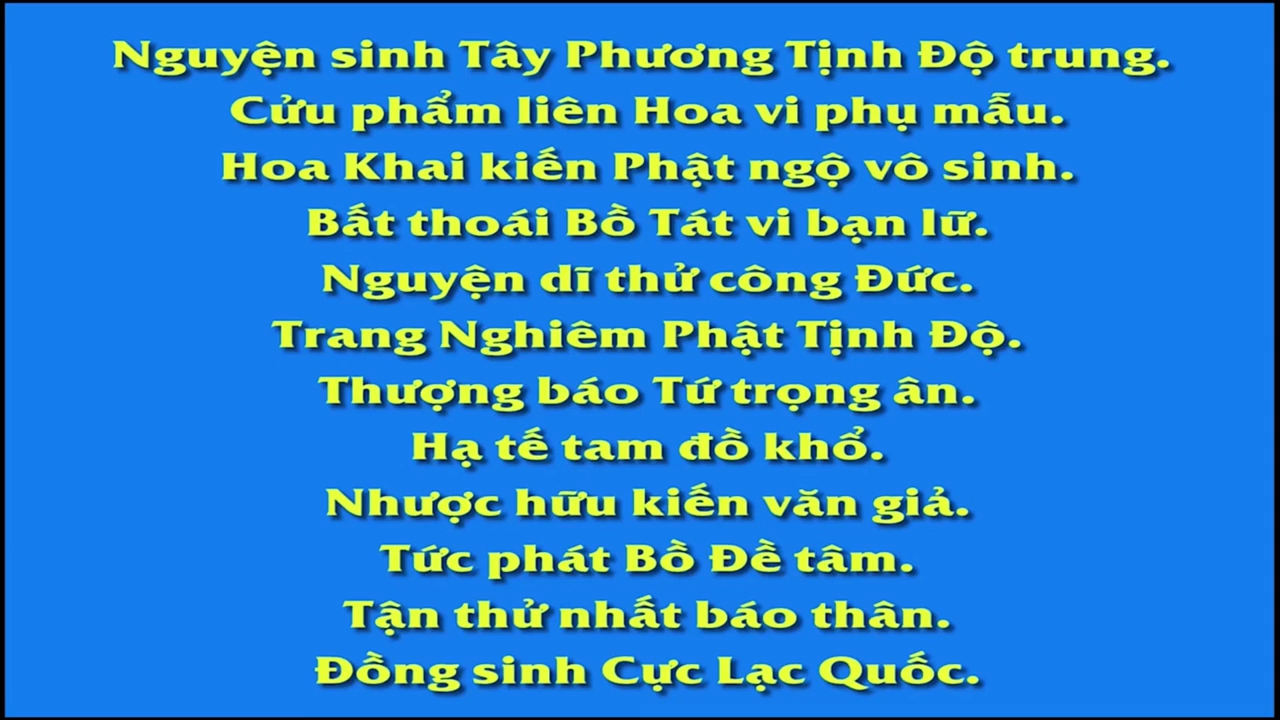 Nguyện sinh Tây Phương Tịnh Độ trung.
Cửu phẩm liên Hoa vi phụ mẫu.
Hoa Khai kiến Phật ngộ vô sinh.
Bất thoái Bồ Tát vi bạn lữ.
Nguyện dĩ thử công Đức.
Trang Nghiêm Phật Tịnh Độ.
Thượng báo Tứ trọng ân.
Hạ tế tam đồ khổ.
Nhược hữu kiến văn giả.
Tức phát Bồ Đề tâm.
Tận thử nhất báo thân.
Đồng sinh Cực Lạc Quốc.